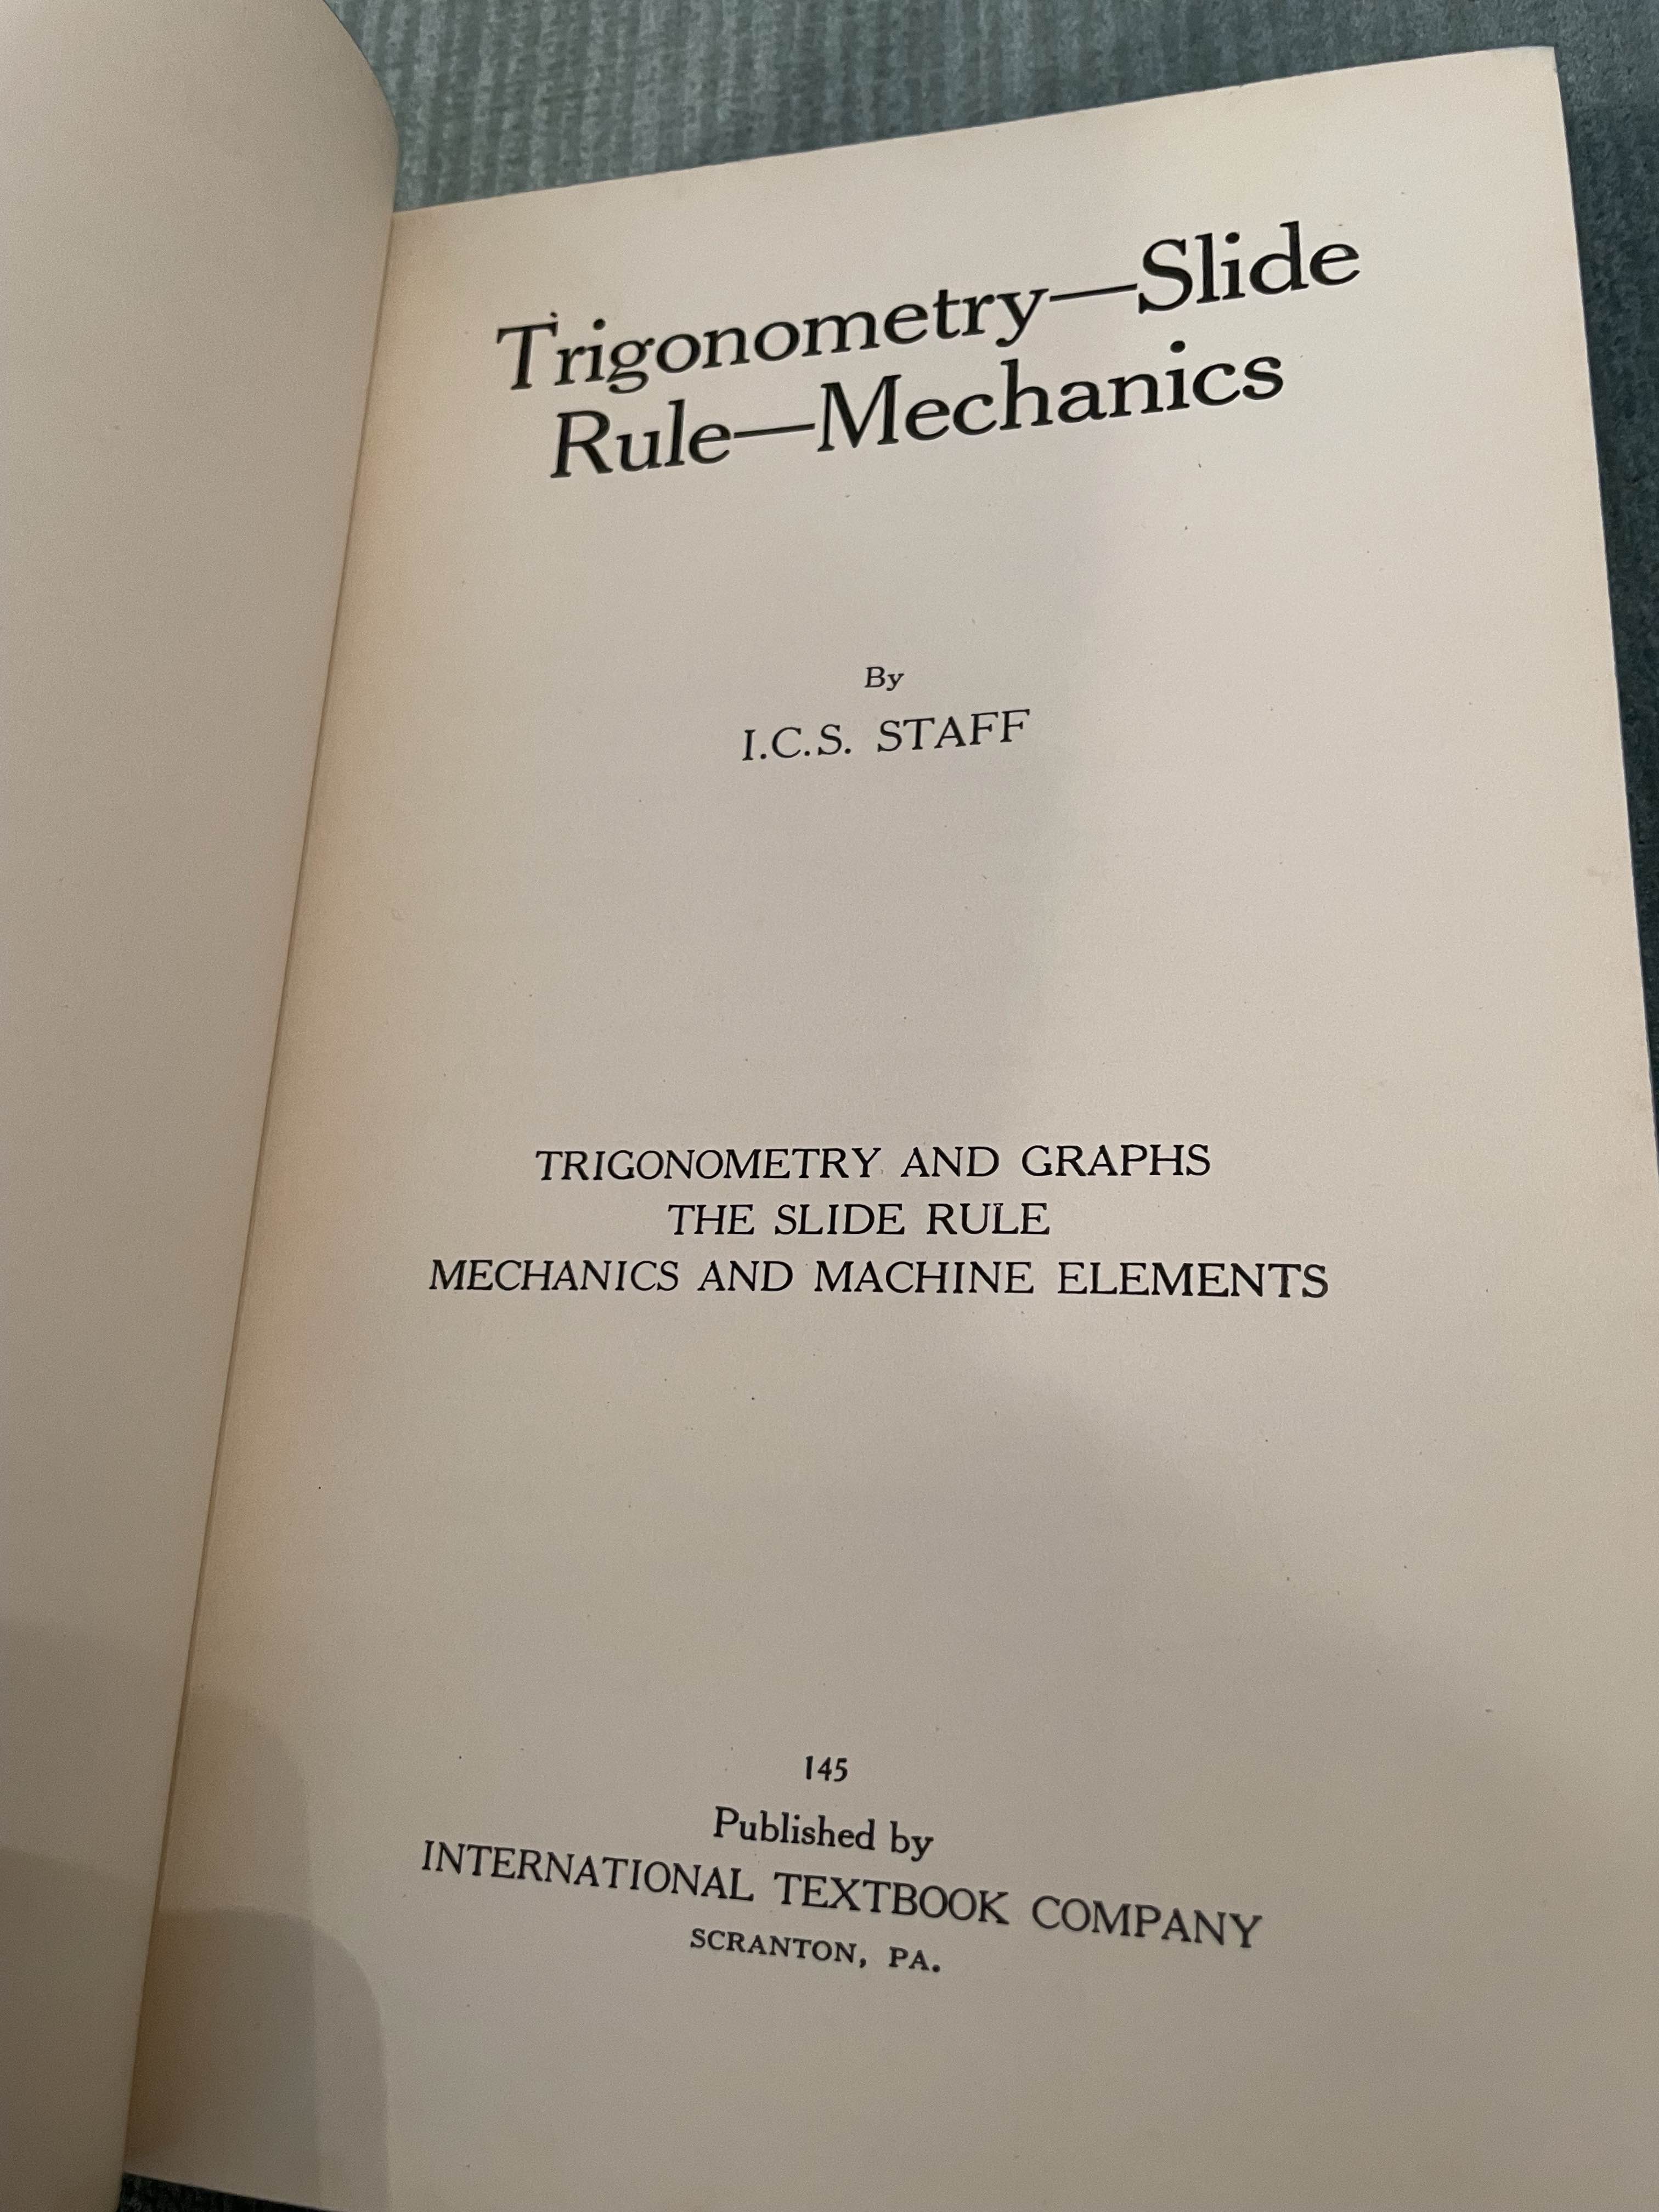 Trigonometry—Slide
Rule—Mechanics
By
I.C.S. STAFF
TRIGONOMETRY AND GRAPHS
THE SLIDE RULE
MECHANICS AND MACHINE ELEMENTS
145
Published by
INTERNATIONAL TEXTBOOK COMPANY
SCRANTON, PA.